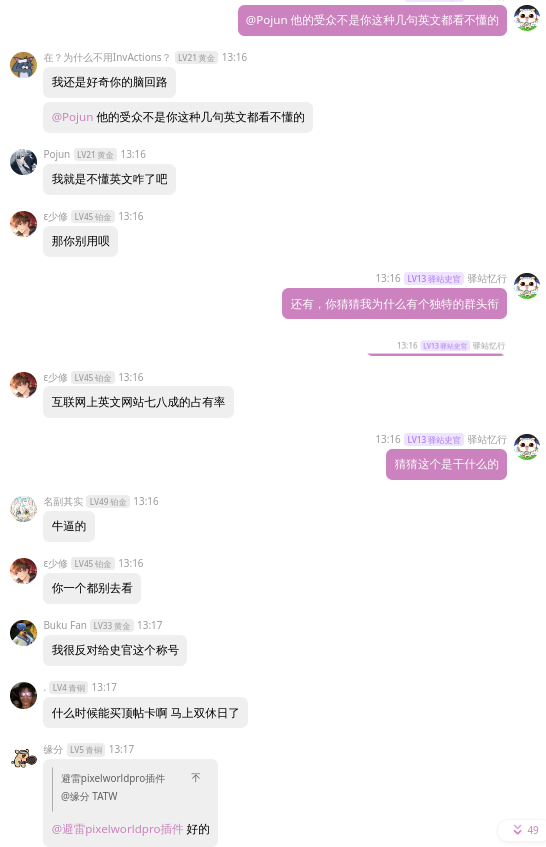 @Pojun 他的受众不是你这种几句英文都看不懂的
在？为什么不用InvActions？ LV21 黄金 13:16
我还是好奇你的脑回路
@Pojun 他的受众不是你这种几句英文都看不懂的
Pojun LV21 黄金 13:16
我就是不懂英文咋了吧
ε少修 LV45 铂金 13:16
那你别用呗
13:16 LV13 驿站史官 驿站忆行
还有，你猜猜我为什么有个独特的群头衔
13:16 LV13 驿站史官 驿站忆行
ε少修 LV45 铂金 13:16
互联网上英文网站七八成的占有率
13:16 LV13 驿站史官 驿站忆行
猜猜这个是干什么的
名副其实 LV49 铂金 13:16
牛逼的
ε少修 LV45 铂金 13:16
你一个都别去看
Buku Fan LV33 黄金 13:17
我很反对给史官这个称号
. LV4 青铜 13:17
什么时候能买顶帖卡啊 马上双休日了
缘分 LV5 青铜 13:17
避雷pixelworldpro插件
@缘分 TATW
@避雷pixelworldpro插件 好的
49